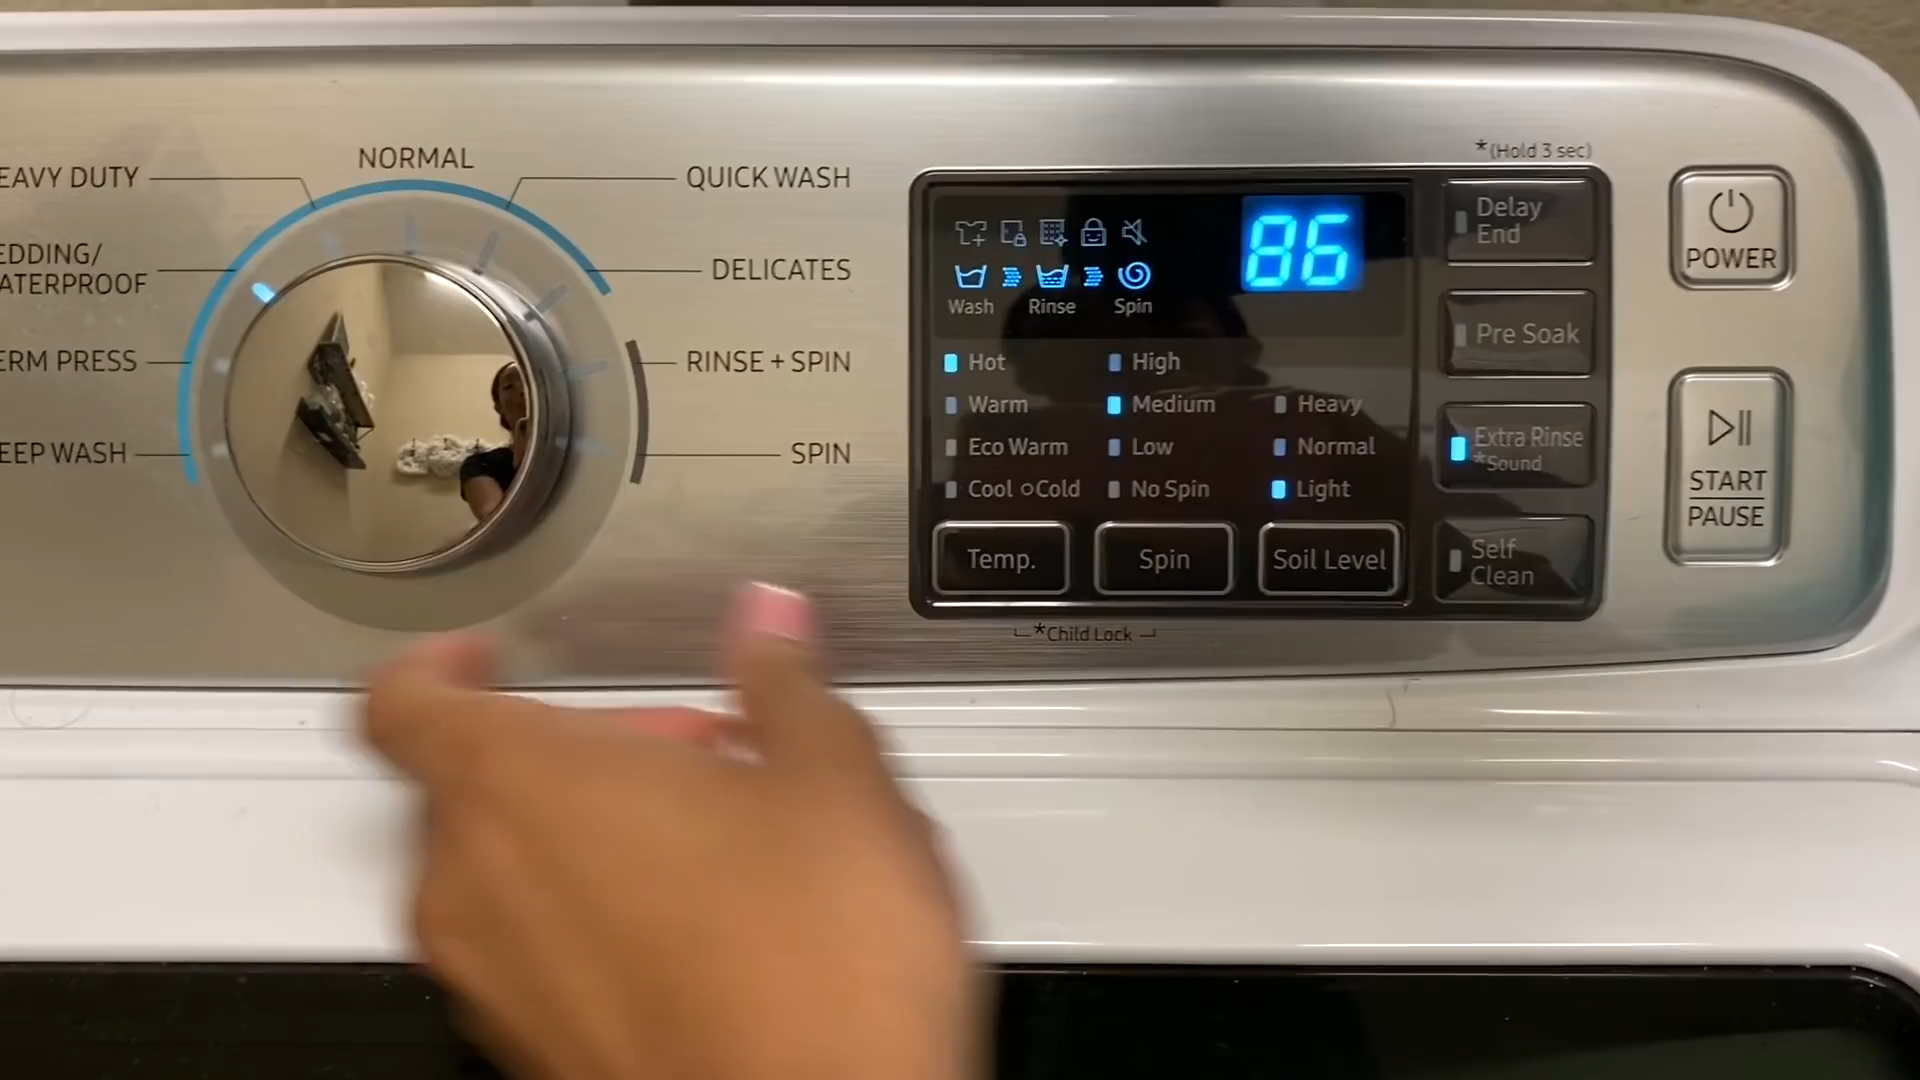 NORMAL
EAVY DUTY
QUICK WASH
EDDING/
ATERPROOF
DELICATES
ERM PRESS
RINSE + SPIN
EEP WASH
SPIN
86
Wash Rinse Spin
Hot High
Warm Medium Heavy
Eco Warm Low Normal
Cool Cold No Spin Light
Temp. Spin Soil Level
*Child Lock
*(Hold 3 sec)
Delay
End
Pre Soak
Extra Rinse
*Sound
Self
Clean
POWER
START
PAUSE